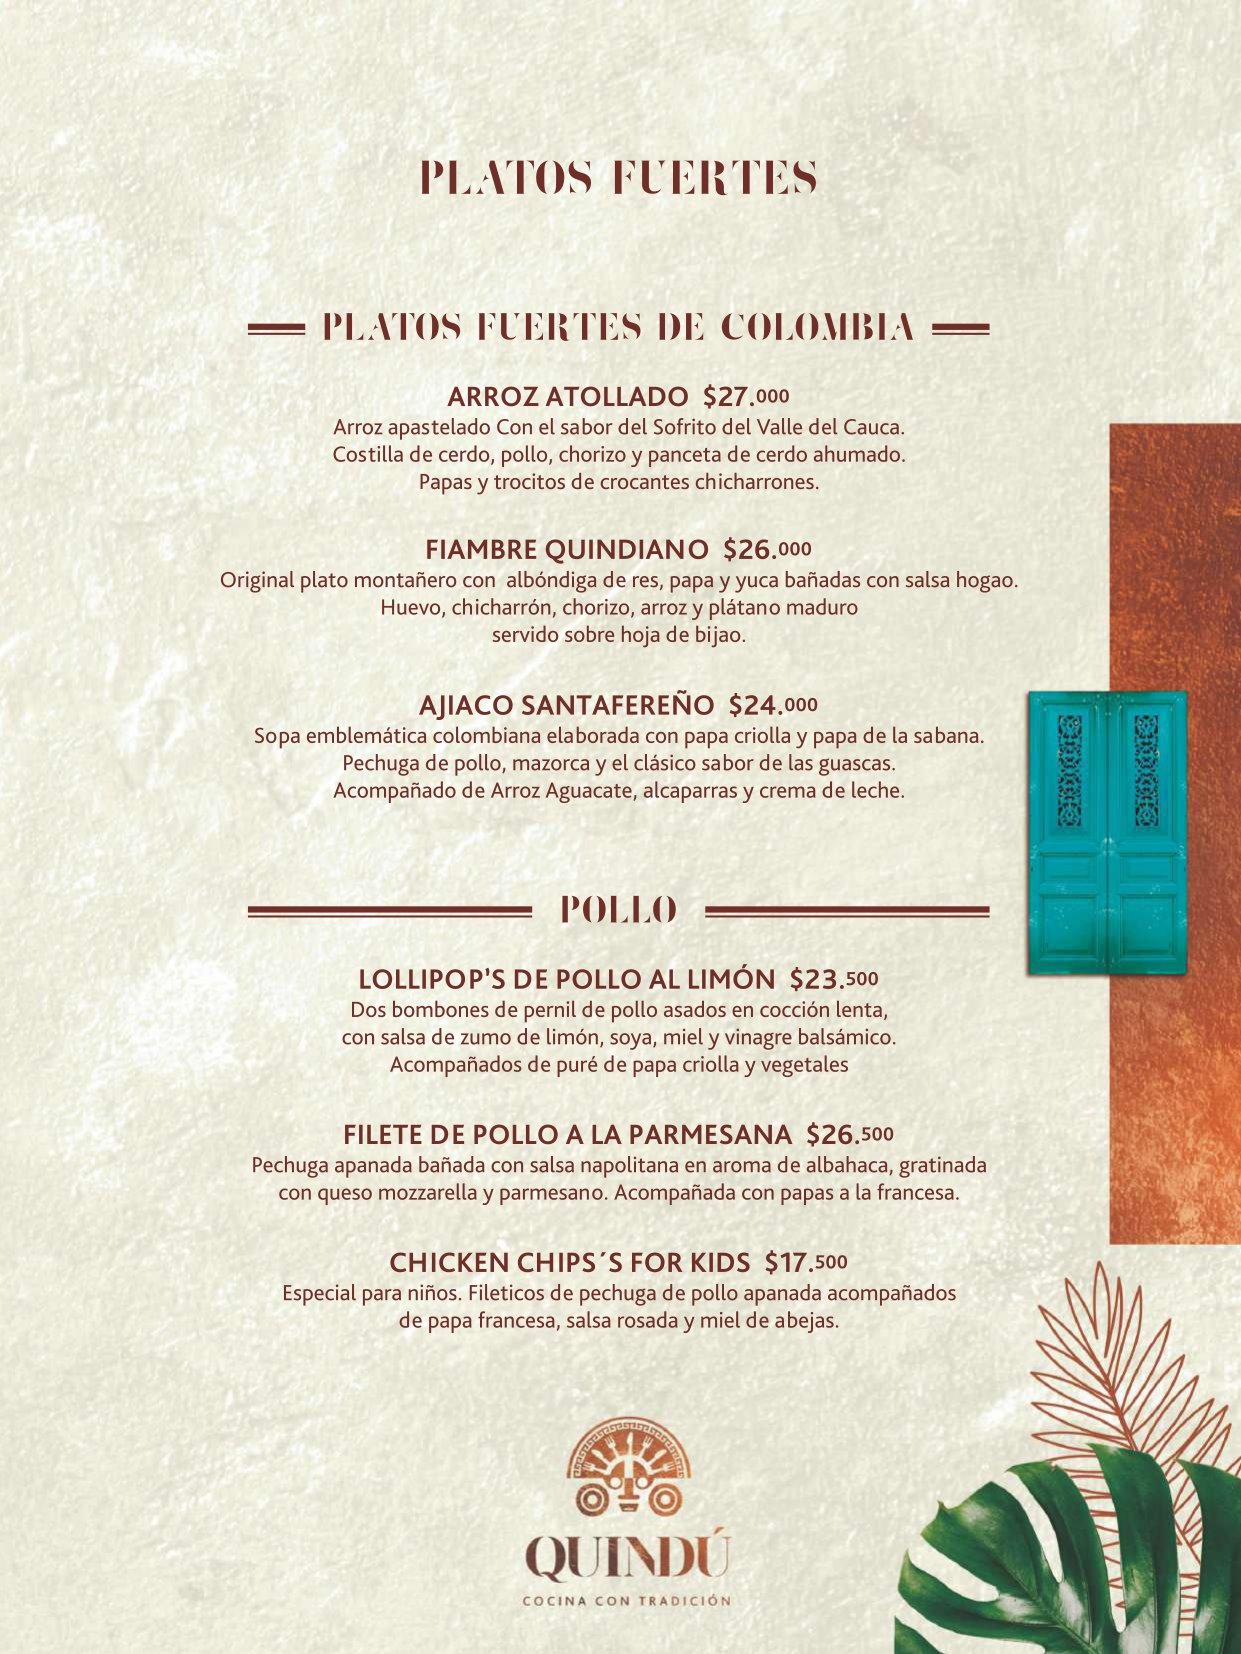 PLATOS FUERTES
PLATOS FUERTES DE COLOMBIA
ARROZ ATOLLADO $27.000
Arroz apastelado Con el sabor del Sofrito del Valle del Cauca.
Costilla de cerdo, pollo, chorizo y panceta de cerdo ahumado.
Papas y trocitos de crocantes chicharrones.
FIAMBRE QUINDIANO $26.000
Original plato montañero con albóndiga de res, papa y yuca bañadas con salsa hogao.
Huevo, chicharrón, chorizo, arroz y plátano maduro
servido sobre hoja de bijao.
AJIACO SANTAFEREÑO $24.000
Sopa emblemática colombiana elaborada con papa criolla y papa de la sabana.
Pechuga de pollo, mazorca y el clásico sabor de las guascas.
Acompañado de Arroz Aguacate, alcaparras y crema de leche.
POLLO
LOLLIPOP'S DE POLLO AL LIMÓN $23.500
Dos bombones de pernil de pollo asados en cocción lenta,
con salsa de zumo de limón, soya, miel y vinagre balsámico.
Acompañados de puré de papa criolla y vegetales
FILETE DE POLLO A LA PARMESANA $26.500
Pechuga apanada bañada con salsa napolitana en aroma de albahaca, gratinada
con queso mozzarella y parmesano. Acompañada con papas a la francesa.
CHICKEN CHIPS´S FOR KIDS $17.500
Especial para niños. Fileticos de pechuga de pollo apanada acompañados
de papa francesa, salsa rosada y miel de abejas.
QUINDÚ
COCINA CON TRADICIÓN